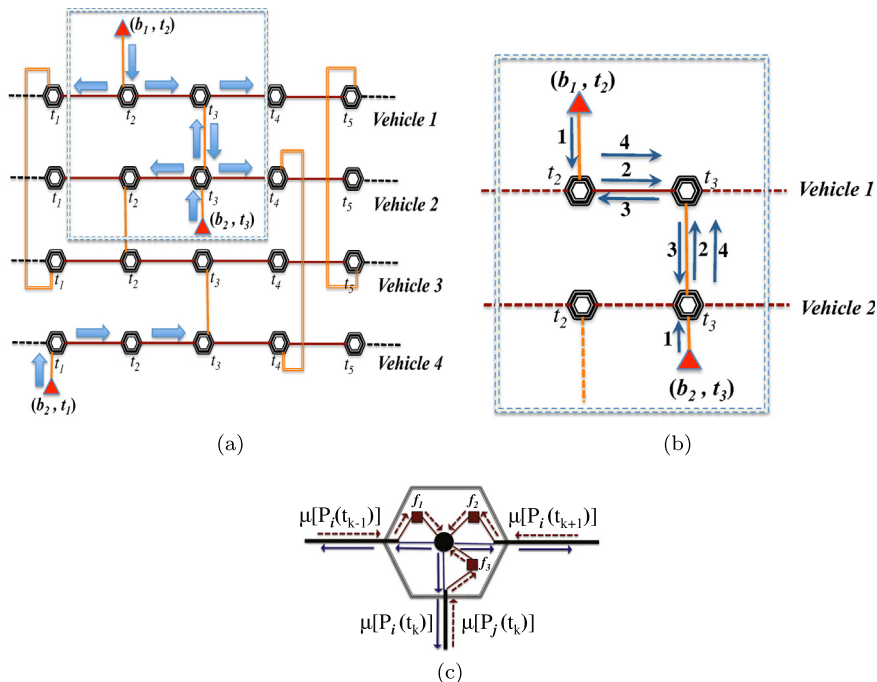 (b1, t2)
t1 t2 t3 t4 t5 Vehicle 1
t1 t2 t3 t4 t5 Vehicle 2
(b2, t3)
t1 t2 t3 t4 t5 Vehicle 3
t1 t2 t3 t4 t5 Vehicle 4
(b2, t1)
(a)
(b1, t2)
1 4
t2 2 t3
3 Vehicle 1
3 2 4
t2 t3 Vehicle 2
1
(b2, t3)
(b)
f1 f2
μ[Pi(tk-1)] μ[Pi(tk+1)]
f3
μ[Pi(tk)] μ[Pj(tk)]
(c)